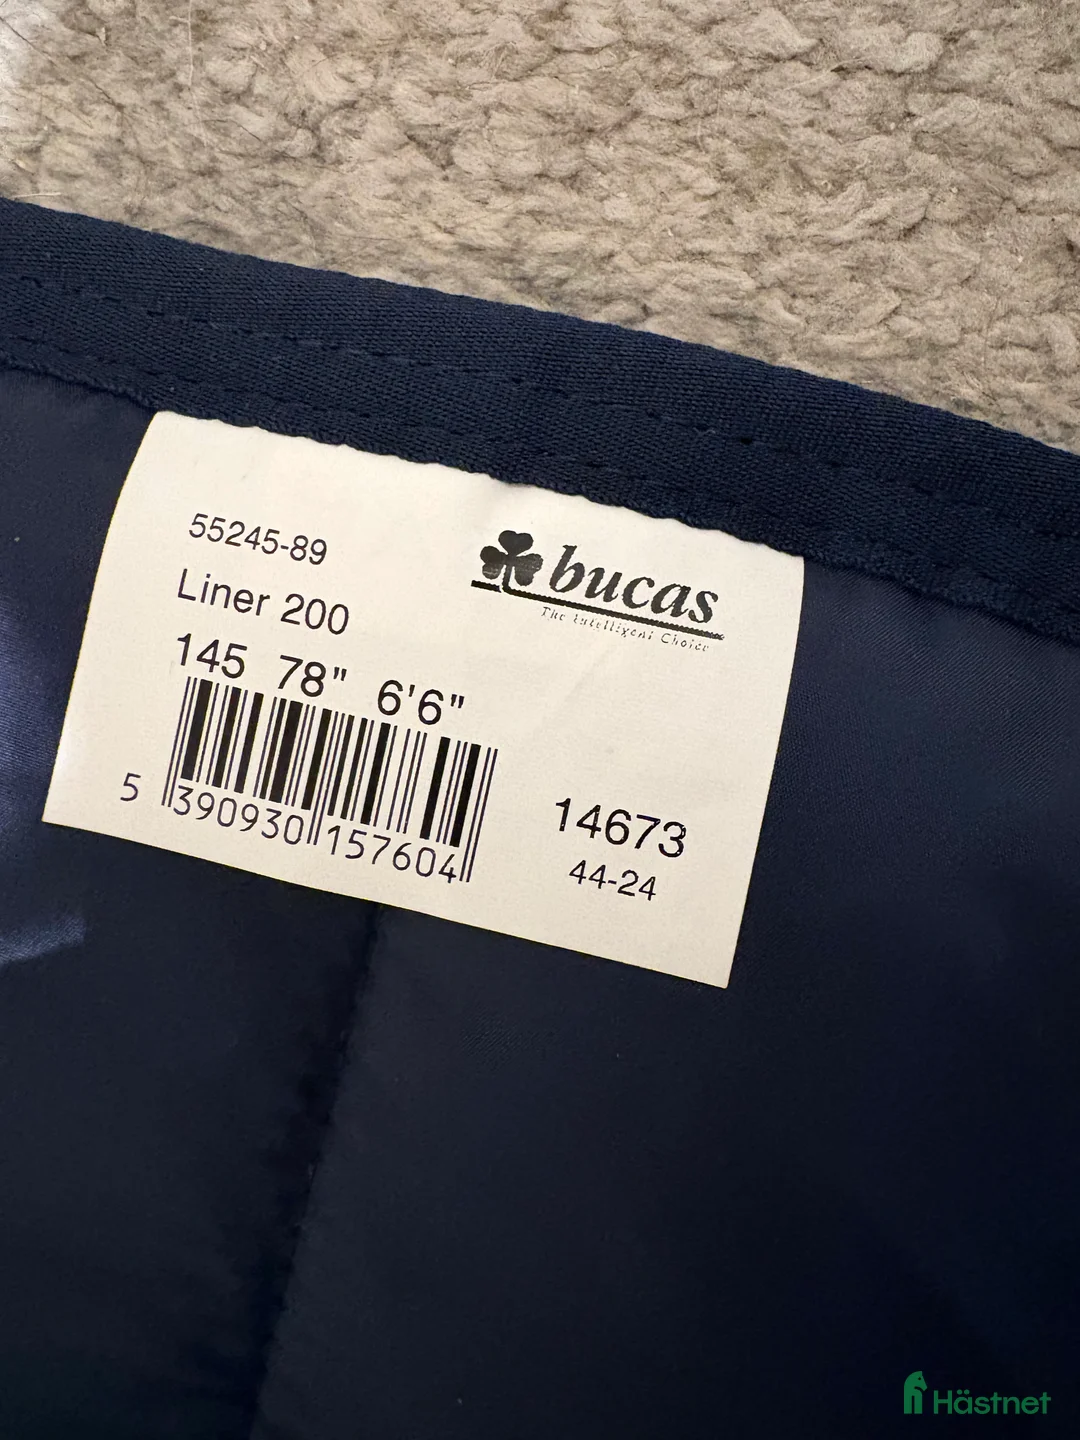 55245-89
Liner 200
145 78" 6'6"
5 390930 157604
bucas
The Intelligent Choice
14673
44-24
Hästnet